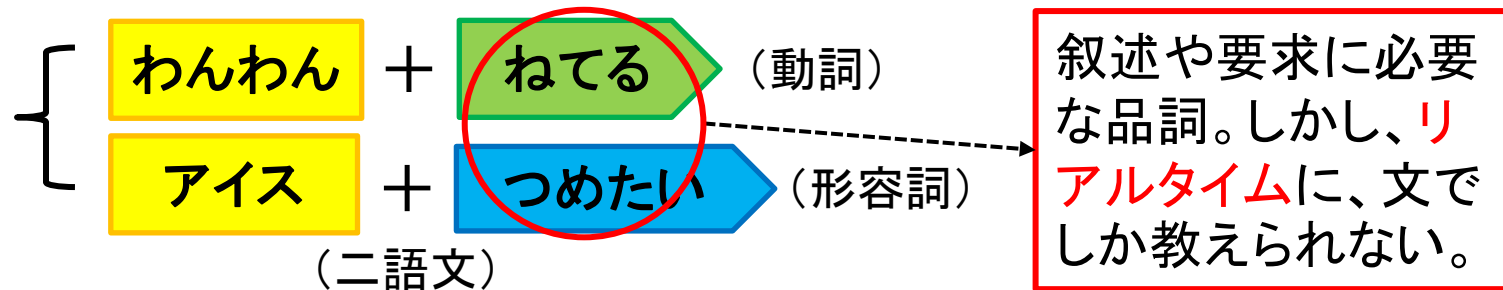 わんわん ＋ ねてる （動詞）
アイス ＋ つめたい （形容詞）
（二語文）
叙述や要求に必要
な品詞。しかし、リ
アルタイムに、文で
しか教えられない。